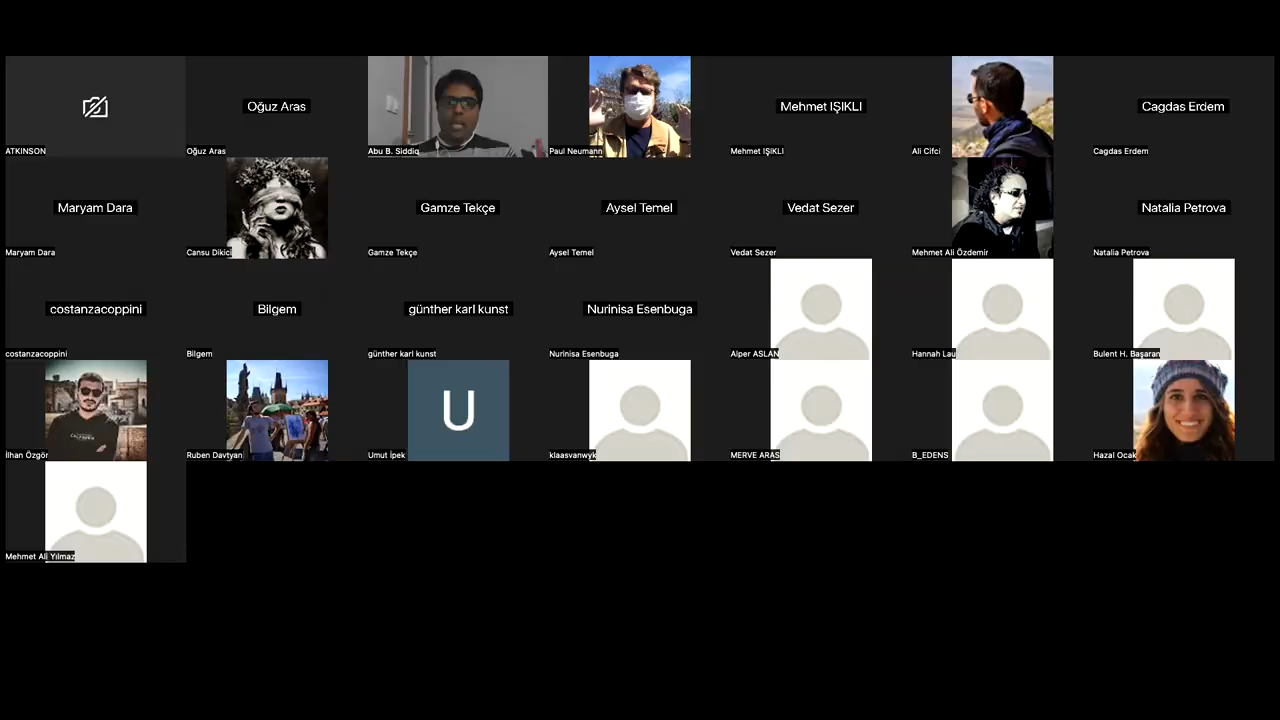 ATKINSON
Oğuz Aras
Oğuz Aras
Abu B. Siddiq
Paul Neumann
Mehmet IŞIKLI
Mehmet IŞIKLI
Ali Cifci
Cagdas Erdem
Cagdas Erdem
Maryam Dara
Maryam Dara
Cansu Dikici
Gamze Tekçe
Gamze Tekçe
Aysel Temel
Aysel Temel
Vedat Sezer
Vedat Sezer
Mehmet Ali Özdemir
Natalia Petrova
Natalia Petrova
costanzacoppini
costanzacoppini
Bilgem
Bilgem
günther karl kunst
günther karl kunst
Nurinisa Esenbuga
Nurinisa Esenbuga
Alper ASLAN
Hannah Lau
Bulent H. Başaran
İlhan Özgör
Ruben Davtyan
U
Umut İpek
klaasvanwyk
MERVE ARAS
B_EDENS
Hazal Ocak
Mehmet Ali Yılmaz